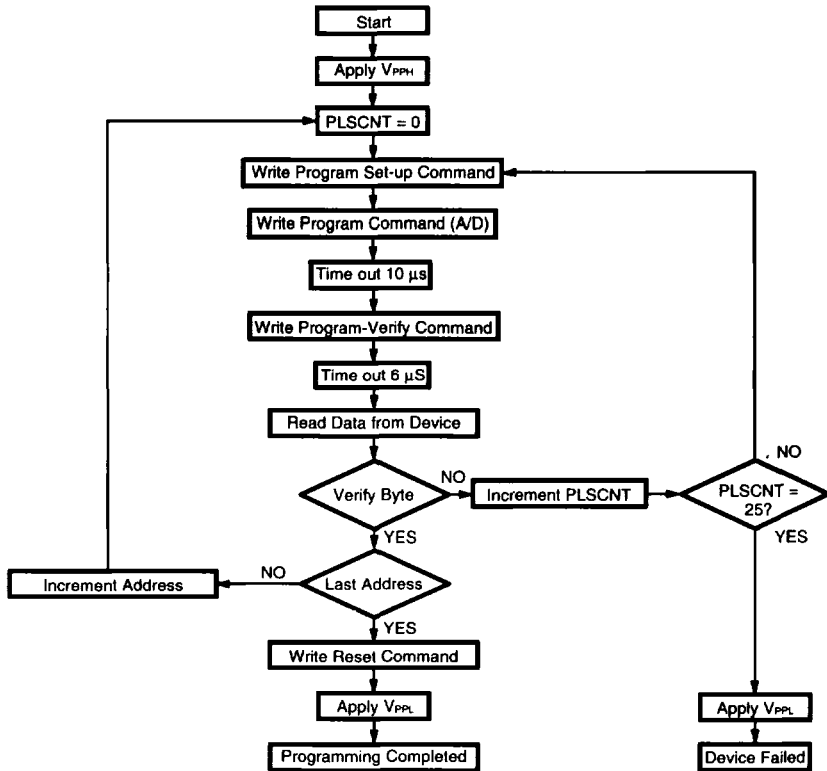 Start
Apply VPPH
PLSCNT = 0
Write Program Set-up Command
Write Program Command (A/D)
Time out 10 μs
Write Program-Verify Command
Time out 6 μS
Read Data from Device
Verify Byte
NO
Increment PLSCNT
PLSCNT =
25?
NO
YES
YES
Last Address
NO
Increment Address
YES
Write Reset Command
Apply VPPL
Programming Completed
Apply VPPL
Device Failed